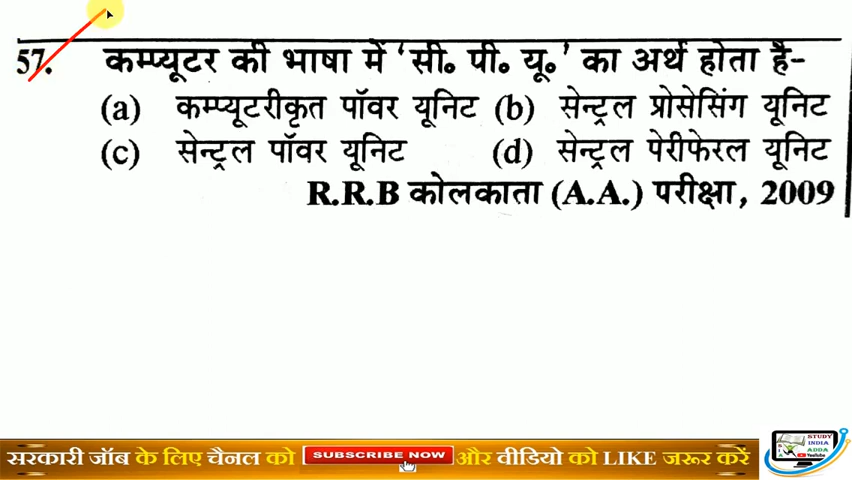 57. कम्प्यूटर की भाषा में 'सी॰ पी॰ यू॰' का अर्थ होता है-
(a) कम्प्यूटरीकृत पॉवर यूनिट (b) सेन्ट्रल प्रोसेसिंग यूनिट
(c) सेन्ट्रल पॉवर यूनिट (d) सेन्ट्रल पेरीफेरल यूनिट
R.R.B कोलकाता (A.A.) परीक्षा, 2009
सरकारी जॉब के लिए चैनल को SUBSCRIBE NOW और वीडियो को LIKE जरूर करें
STUDY
INDIA
ADDA
YouTube